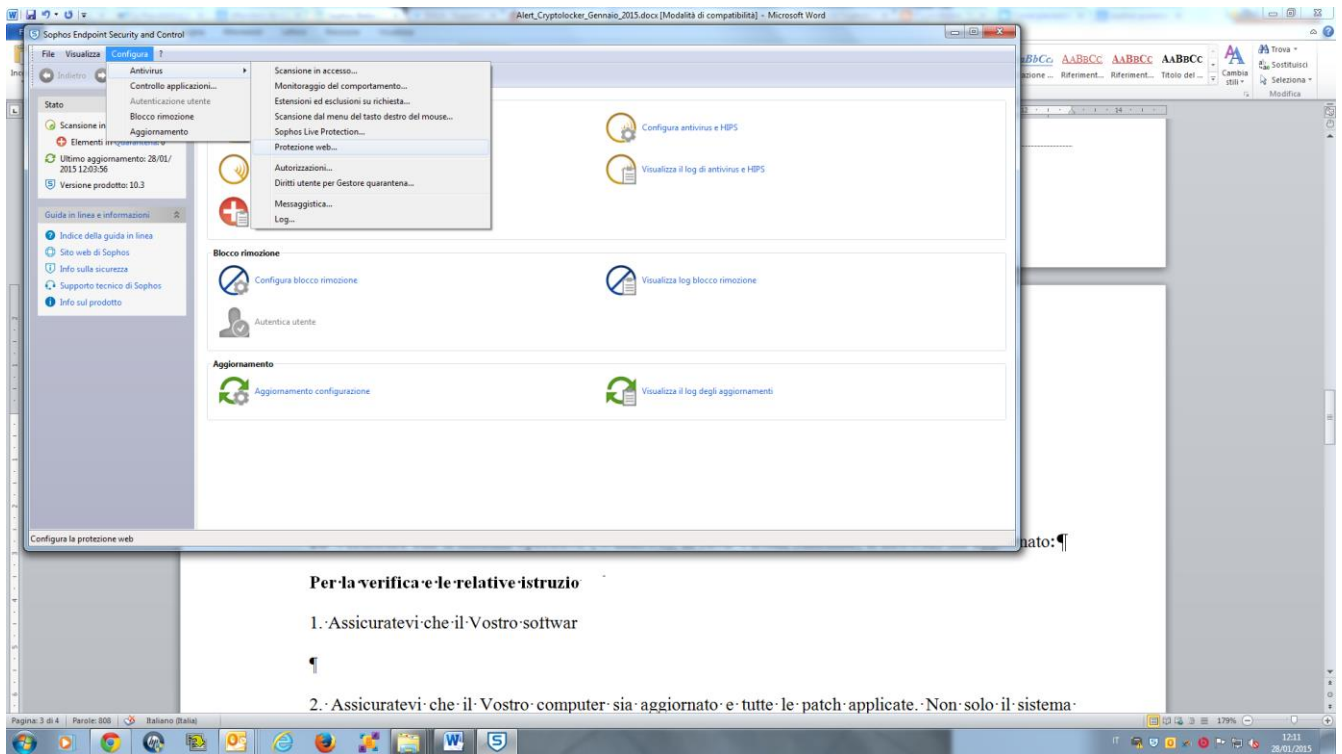 Alert_Cryptolocker_Gennaio_2015.docx [Modalità di compatibilità] - Microsoft Word
Sophos Endpoint Security and Control
File Visualizza Configura ?
Indietro
Antivirus
Controllo applicazioni...
Autenticazione utente
Blocco rimozione
Aggiornamento
Scansione in accesso...
Monitoraggio del comportamento...
Estensioni ed esclusioni su richiesta...
Scansione dal menu del tasto destro del mouse...
Sophos Live Protection...
Protezione web...
Autorizzazioni...
Diritti utente per Gestore quarantena...
Messaggistica...
Log...
Stato
Scansione in
Elementi in
Ultimo aggiornamento: 28/01/
2015 12:03:56
Versione prodotto: 10.3
Guida in linea e informazioni
Indice della guida in linea
Sito web di Sophos
Info sulla sicurezza
Supporto tecnico di Sophos
Info sul prodotto
Configura antivirus e HIPS
Visualizza il log di antivirus e HIPS
Blocco rimozione
Configura blocco rimozione
Visualizza log blocco rimozione
Autentica utente
Aggiornamento
Aggiornamento configurazione
Visualizza il log degli aggiornamenti
Configura la protezione web
AaBbCc AaBbCc AaBbCc
Riferiment... Riferiment... Titolo del ...
Cambia
stili
Trova
Sostituisci
Seleziona
Modifica
nato:¶
Per·la·verifica·e·le·relative·istruzio
1.·Assicuratevi·che·il·Vostro·softwar
¶
2.·Assicuratevi·che·il·Vostro·computer·sia·aggiornato·e·tutte·le·patch·applicate.·Non·solo·il·sistema·
Pagina: 3 di 4 Parole: 808 Italiano (Italia)
179%
IT
12:11
28/01/2015